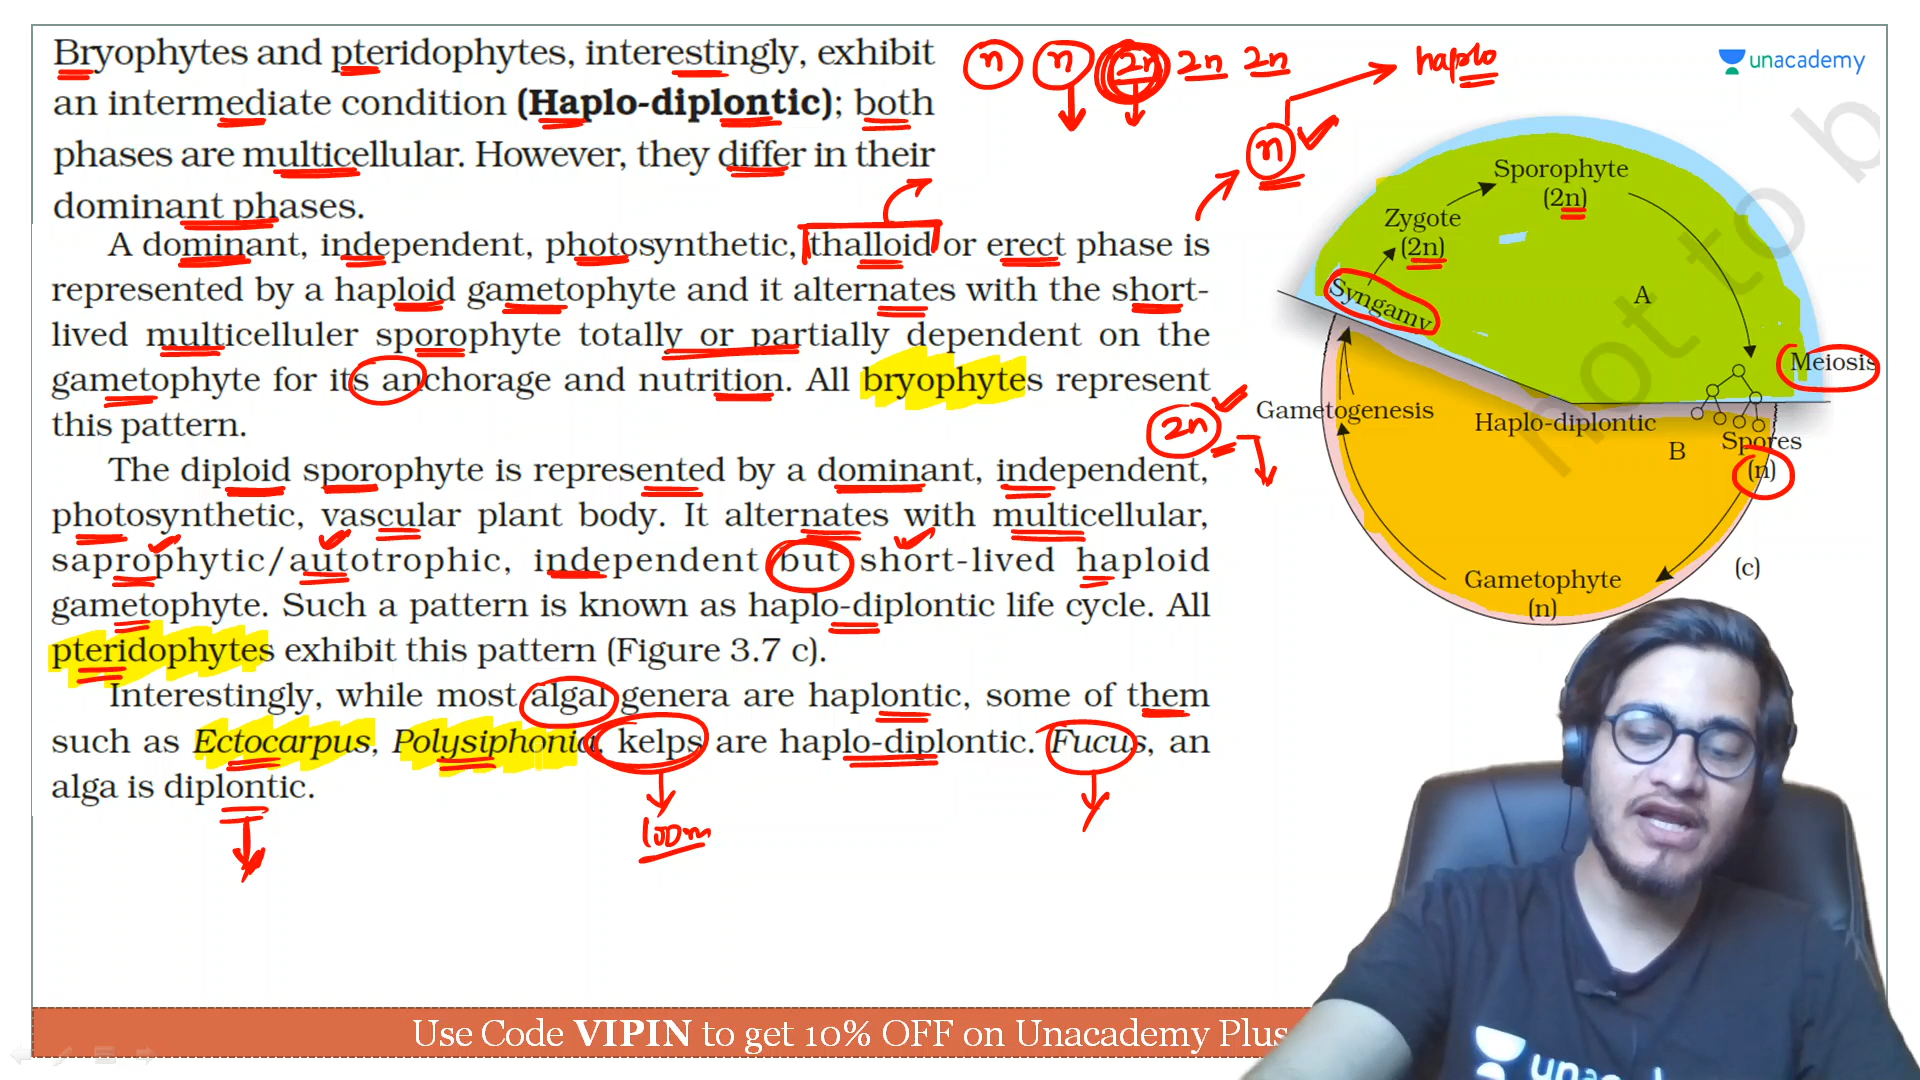 Bryophytes and pteridophytes, interestingly, exhibit
an intermediate condition (Haplo-diplontic); both
phases are multicellular. However, they differ in their
dominant phases.
A dominant, independent, photosynthetic, thalloid or erect phase is
represented by a haploid gametophyte and it alternates with the short-
lived multicelluler sporophyte totally or partially dependent on the
gametophyte for its anchorage and nutrition. All bryophytes represent
this pattern.
The diploid sporophyte is represented by a dominant, independent,
photosynthetic, vascular plant body. It alternates with multicellular,
saprophytic/autotrophic, independent but short-lived haploid
gametophyte. Such a pattern is known as haplo-diplontic life cycle. All
pteridophytes exhibit this pattern (Figure 3.7 c).
Interestingly, while most algal genera are haplontic, some of them
such as Ectocarpus, Polysiphonia, kelps are haplo-diplontic. Fucus, an
alga is diplontic.
100m
n n 2n 2n 2n
haplo
n
2n
unacademy
not to b
Sporophyte
(2n)
Zygote
(2n)
Syngamy
A
Meiosis
Gametogenesis
Haplo-diplontic
B
Spores
(n)
Gametophyte
(n)
(c)
Use Code VIPIN to get 10% OFF on Unacademy Plus
unac